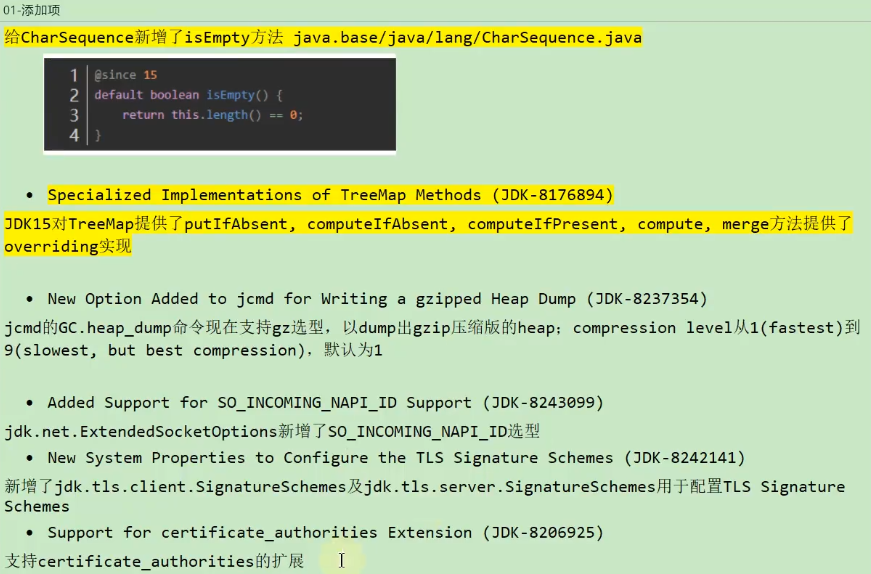 01-添加项
给CharSequence新增了isEmpty方法 java.base/java/lang/CharSequence.java
1 @since 15
2 default boolean isEmpty() {
3 return this.length() == 0;
4 }
• Specialized Implementations of TreeMap Methods (JDK-8176894)
JDK15对TreeMap提供了putIfAbsent, computeIfAbsent, computeIfPresent, compute, merge方法提供了
overriding实现
• New Option Added to jcmd for Writing a gzipped Heap Dump (JDK-8237354)
jcmd的GC.heap_dump命令现在支持gz选型，以dump出gzip压缩版的heap；compression level从1(fastest)到
9(slowest, but best compression)，默认为1
• Added Support for SO_INCOMING_NAPI_ID Support (JDK-8243099)
jdk.net.ExtendedSocketOptions新增了SO_INCOMING_NAPI_ID选型
• New System Properties to Configure the TLS Signature Schemes (JDK-8242141)
新增了jdk.tls.client.SignatureSchemes及jdk.tls.server.SignatureSchemes用于配置TLS Signature
Schemes
• Support for certificate_authorities Extension (JDK-8206925)
支持certificate_authorities的扩展